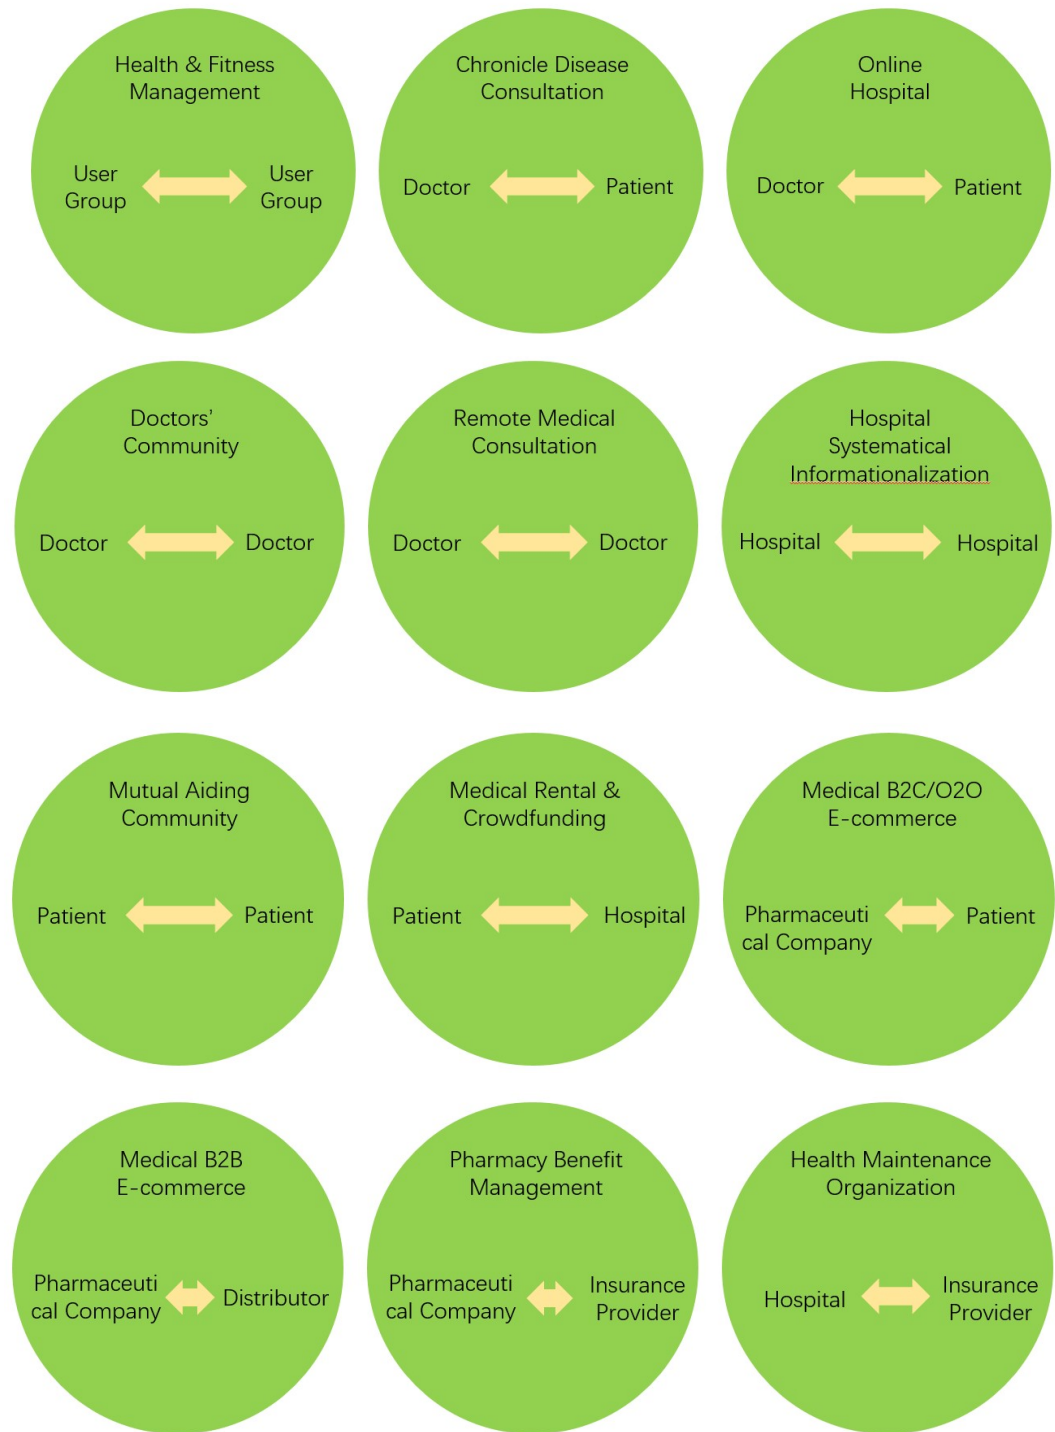 Health & Fitness
Management
User
Group
User
Group
Chronicle Disease
Consultation
Doctor
Patient
Online
Hospital
Doctor
Patient
Doctors'
Community
Doctor
Doctor
Remote Medical
Consultation
Doctor
Doctor
Hospital
Systematical
Informationalization
Hospital
Hospital
Mutual Aiding
Community
Patient
Patient
Medical Rental &
Crowdfunding
Patient
Hospital
Medical B2C/O2O
E-commerce
Pharmaceuti
cal Company
Patient
Medical B2B
E-commerce
Pharmaceuti
cal Company
Distributor
Pharmacy Benefit
Management
Pharmaceuti
cal Company
Insurance
Provider
Health Maintenance
Organization
Hospital
Insurance
Provider